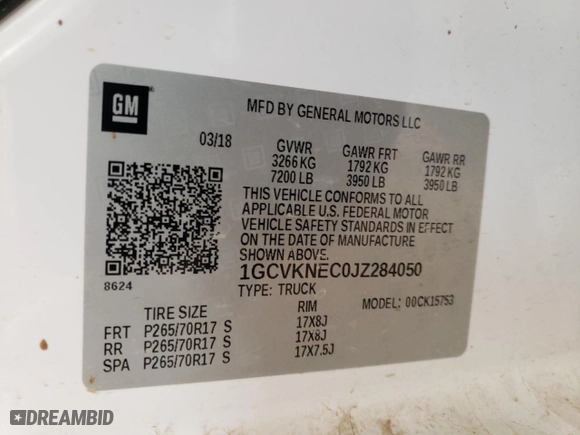 GM
MFD BY GENERAL MOTORS LLC
03/18 GVWR GAWR FRT GAWR RR
3266 KG 1792 KG 1792 KG
7200 LB 3950 LB 3950 LB
THIS VEHICLE CONFORMS TO ALL
APPLICABLE U.S. FEDERAL MOTOR
VEHICLE SAFETY STANDARDS IN EFFECT
ON THE DATE OF MANUFACTURE
SHOWN ABOVE.
8624
1GCVKNEC0JZ284050
TYPE: TRUCK MODEL: 00CK15753
TIRE SIZE RIM
FRT P265/70R17 S 17X8J
RR P265/70R17 S 17X8J
SPA P265/70R17 S 17X7.5J
DREAMBID